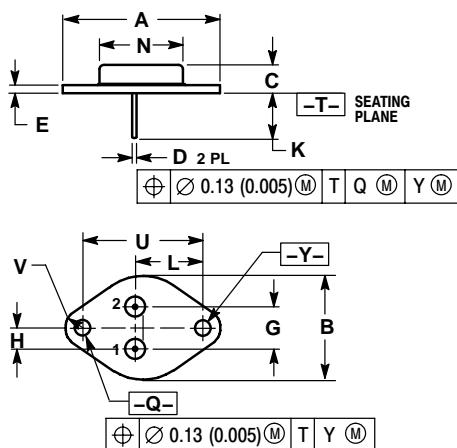 A
N
C
E
–T– SEATING
PLANE
K
D 2 PL
⌖ ∅ 0.13 (0.005) Ⓜ T Q Ⓜ Y Ⓜ
U
L
–Y–
V
2
H
G
B
1
–Q–
⌖ ∅ 0.13 (0.005) Ⓜ T Y Ⓜ